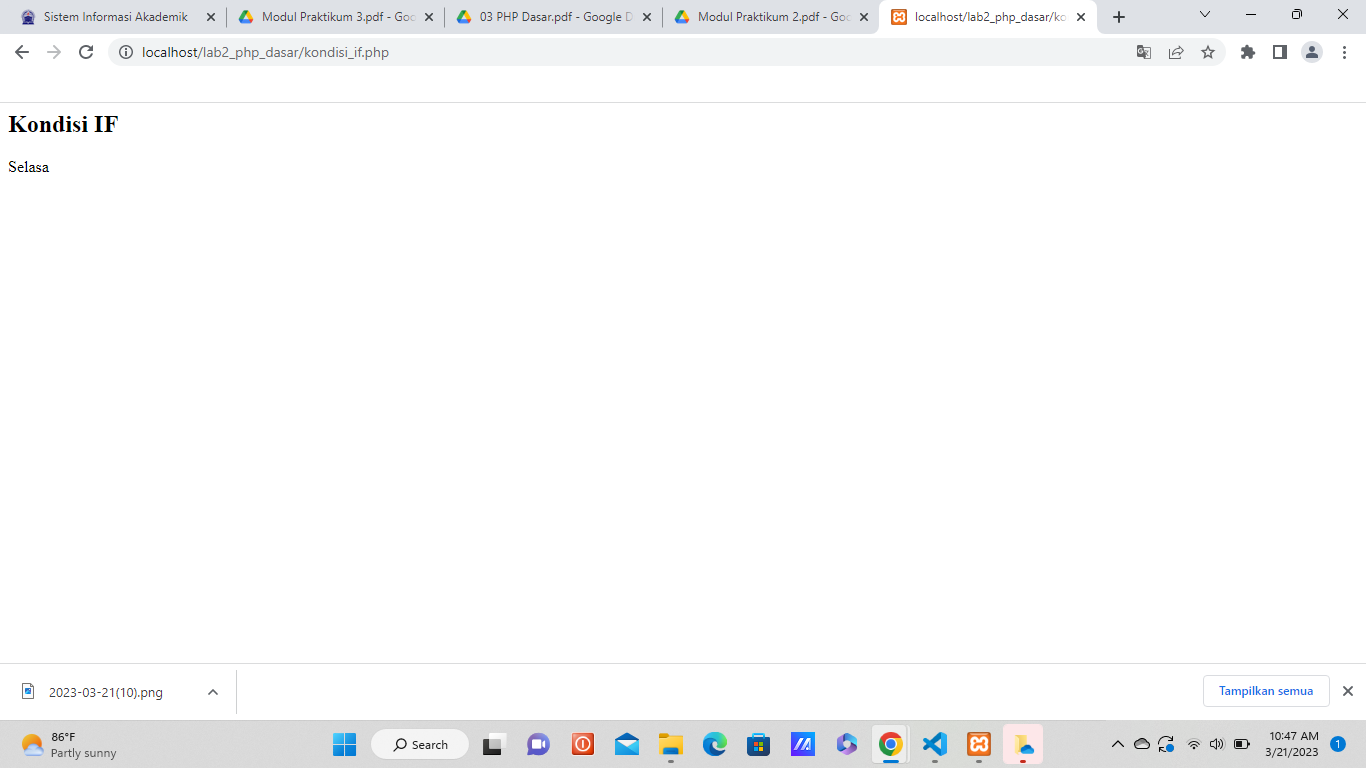 Sistem Informasi Akademik
Modul Praktikum 3.pdf - Goo
03 PHP Dasar.pdf - Google D
Modul Praktikum 2.pdf - Goo
localhost/lab2_php_dasar/ko
localhost/lab2_php_dasar/kondisi_if.php
Kondisi IF
Selasa
2023-03-21(10).png
Tampilkan semua
86°F
Partly sunny
Search
10:47 AM
3/21/2023
1